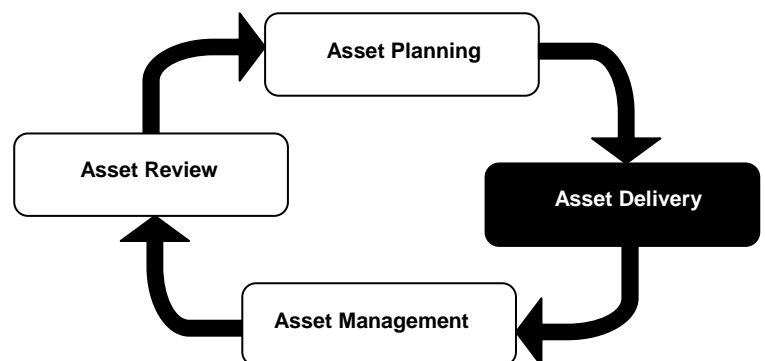 Asset Planning
Asset Review
Asset Delivery
Asset Management